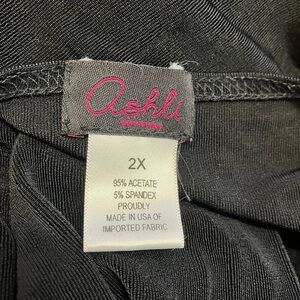 Ashli
2X
95% ACETATE
5% SPANDEX
PROUDLY
MADE IN USA OF
IMPORTED FABRIC